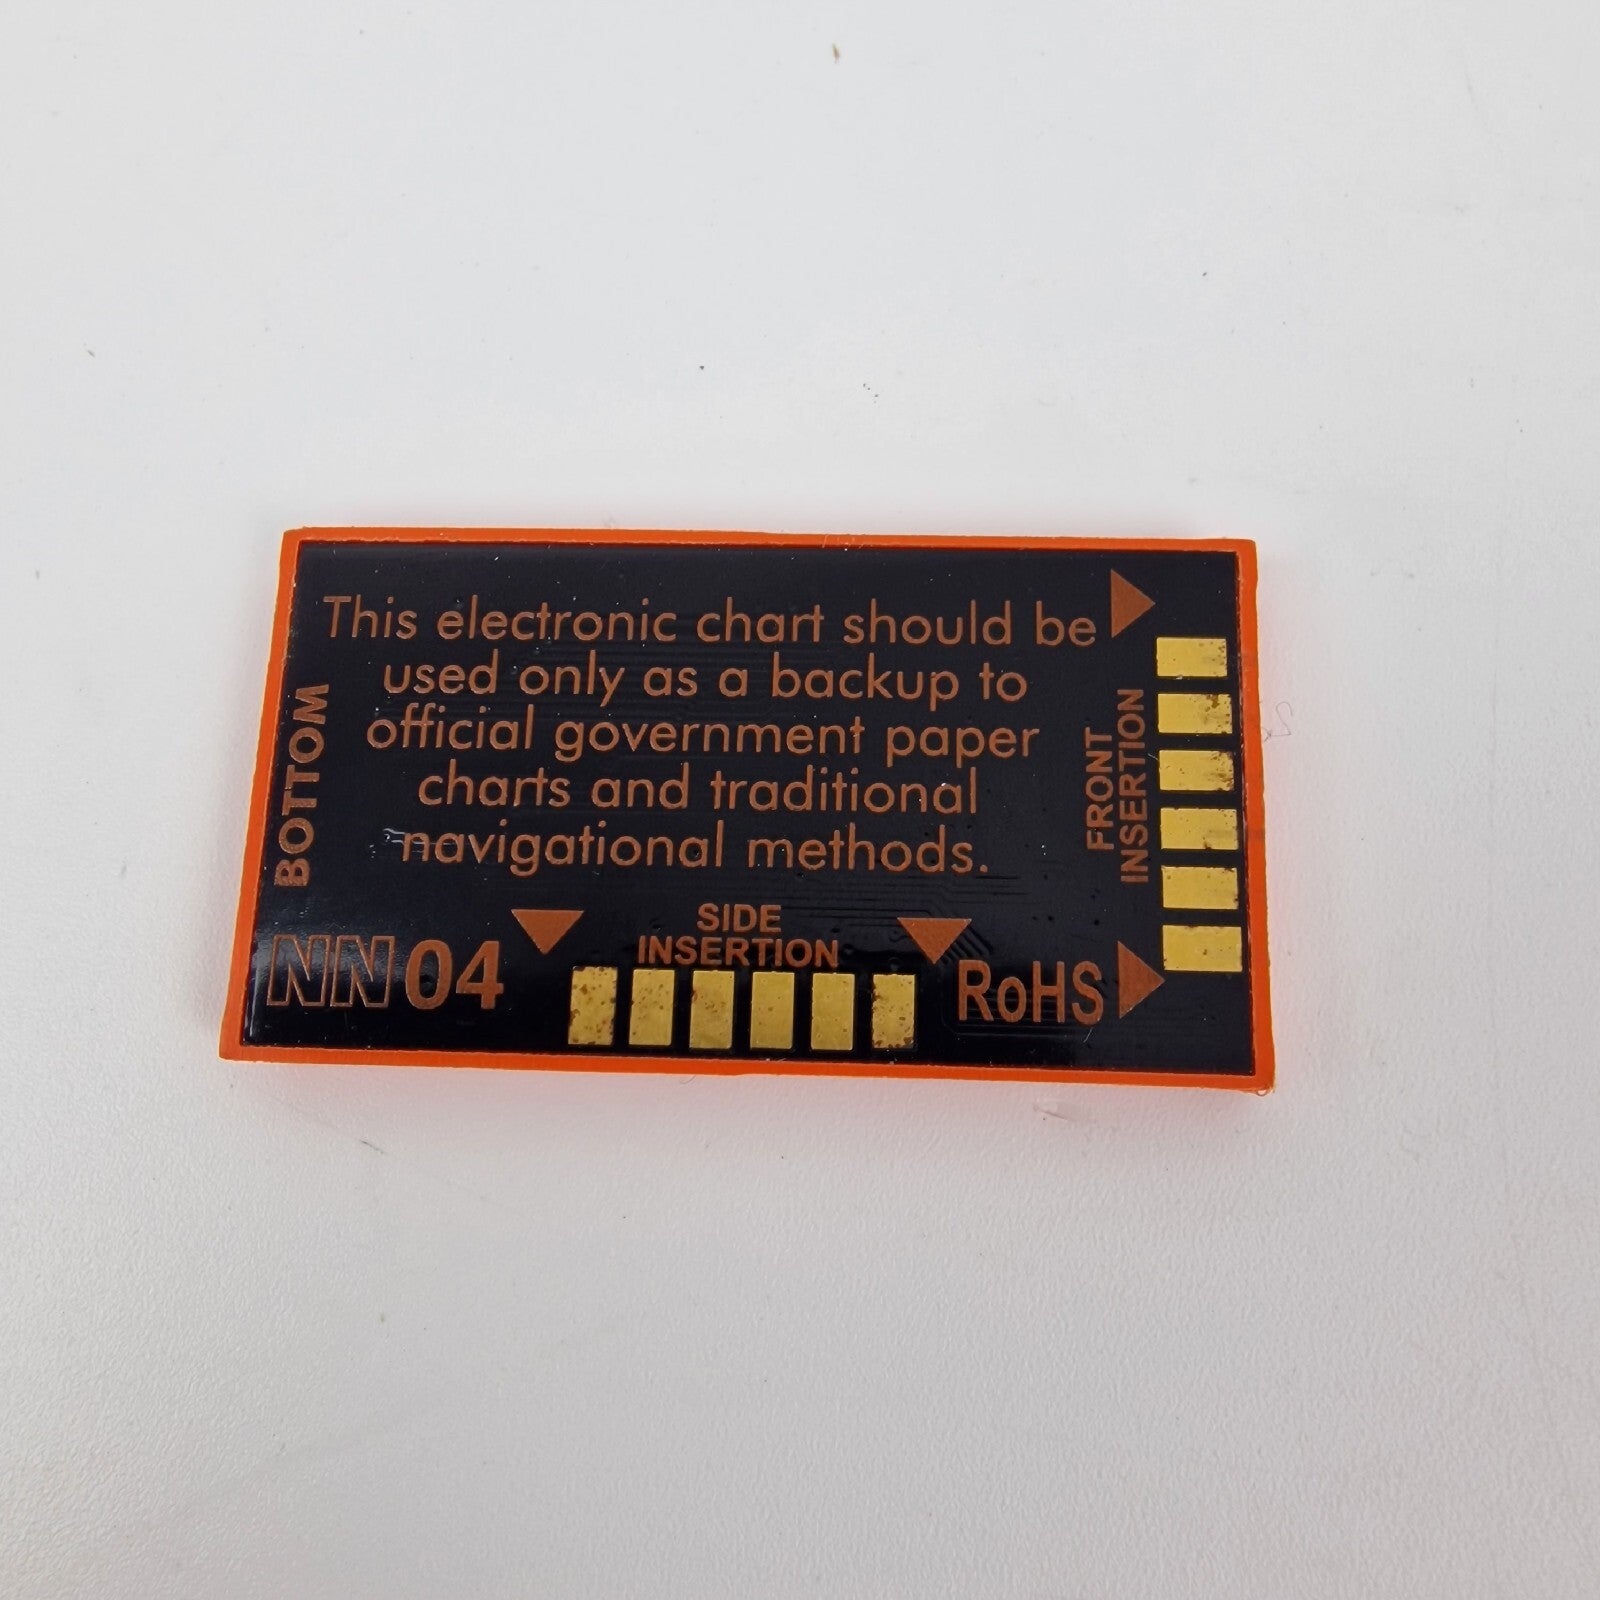 This electronic chart should be
used only as a backup to
official government paper
charts and traditional
navigational methods.
BOTTOM
FRONT
INSERTION
SIDE
INSERTION
NN04
RoHS